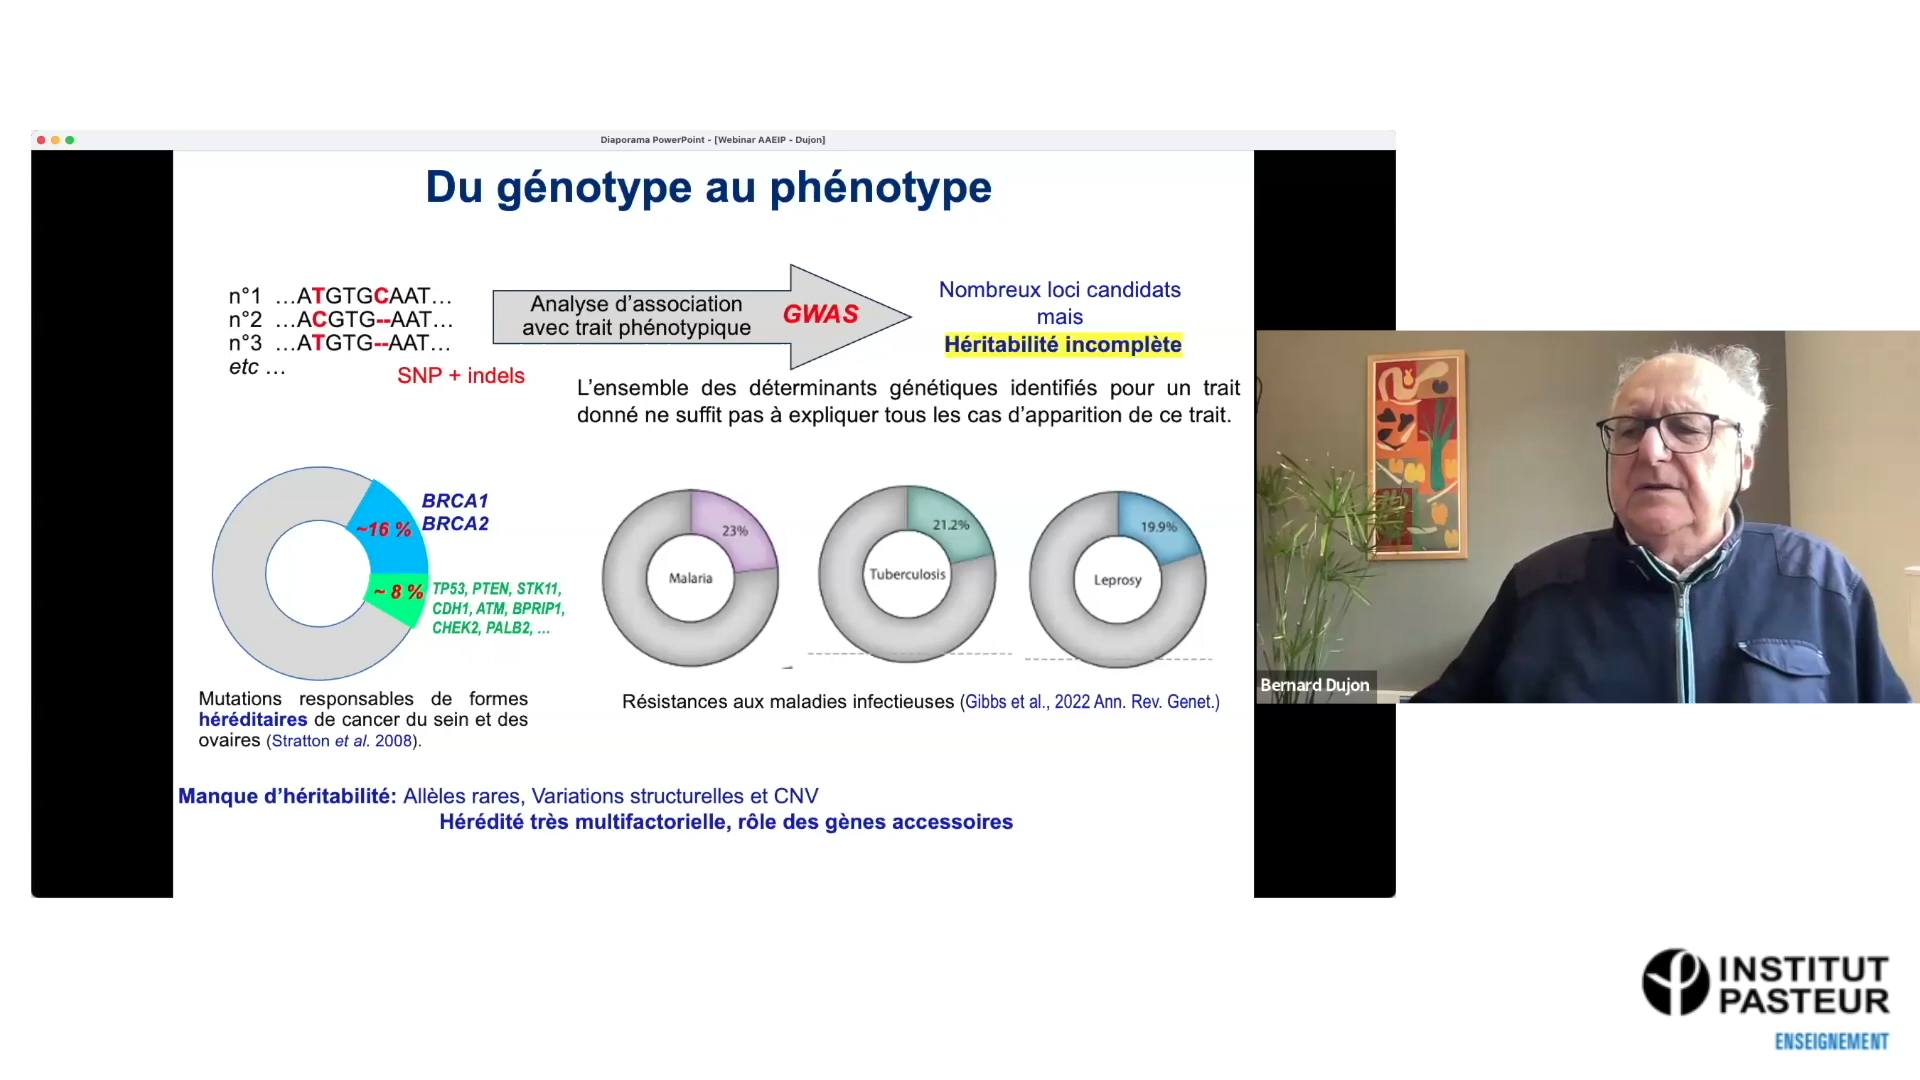 Diaporama PowerPoint - [Webinar AAEIP - Dujon]
Du génotype au phénotype
n°1 …ATGTGCAAT…
n°2 …ACGTG--AAT…
n°3 …ATGTG--AAT…
etc …
SNP + indels
Analyse d’association
avec trait phénotypique
GWAS
Nombreux loci candidats
mais
Héritabilité incomplète
L’ensemble des déterminants génétiques identifiés pour un trait
donné ne suffit pas à expliquer tous les cas d’apparition de ce trait.
~16 %
BRCA1
BRCA2
~ 8 %
TP53, PTEN, STK11,
CDH1, ATM, BPRIP1,
CHEK2, PALB2, …
Mutations responsables de formes
héréditaires de cancer du sein et des
ovaires (Stratton et al. 2008).
23%
Malaria
21.2%
Tuberculosis
19.9%
Leprosy
Résistances aux maladies infectieuses (Gibbs et al., 2022 Ann. Rev. Genet.)
Manque d’héritabilité: Allèles rares, Variations structurelles et CNV
Hérédité très multifactorielle, rôle des gènes accessoires
Bernard Dujon
INSTITUT
PASTEUR
ENSEIGNEMENT